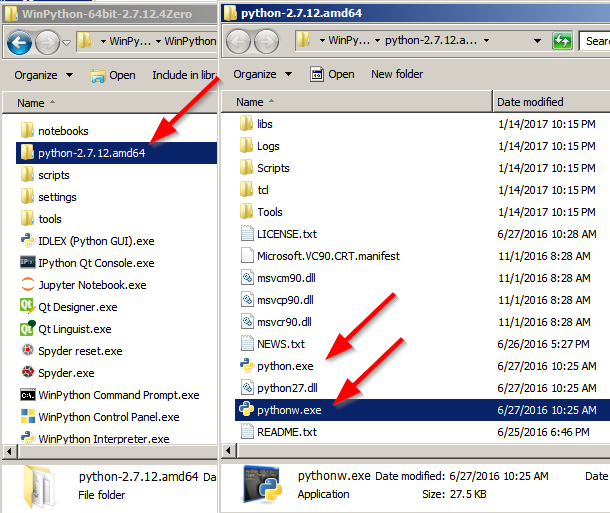 WinPython-64bit-2.7.12.4Zero
WinPy... WinPython
Organize Open Include in libr
Name
notebooks
python-2.7.12.amd64
scripts
settings
tools
IDLEX (Python GUI).exe
IPython Qt Console.exe
Jupyter Notebook.exe
Qt Designer.exe
Qt Linguist.exe
Spyder reset.exe
Spyder.exe
WinPython Command Prompt.exe
WinPython Control Panel.exe
WinPython Interpreter.exe
python-2.7.12.amd64 Da
File folder
python-2.7.12.amd64
WinPy... python-2.7.12.a... Sear
Organize Open New folder
Name Date modified
libs 1/14/2017 10:15 PM
Logs 1/14/2017 10:15 PM
Scripts 1/14/2017 10:15 PM
tcl 1/14/2017 10:15 PM
Tools 1/14/2017 10:15 PM
LICENSE.txt 6/27/2016 10:28 AM
Microsoft.VC90.CRT.manifest 11/1/2016 8:28 AM
msvcm90.dll 11/1/2016 8:28 AM
msvcp90.dll 11/1/2016 8:28 AM
msvcr90.dll 11/1/2016 8:28 AM
NEWS.txt 6/26/2016 5:27 PM
python.exe 6/27/2016 10:25 AM
python27.dll 6/27/2016 10:25 AM
pythonw.exe 6/27/2016 10:25 AM
README.txt 6/25/2016 6:46 PM
pythonw.exe Date modified: 6/27/2016 10:25 AM Date
Application Size: 27.5 KB